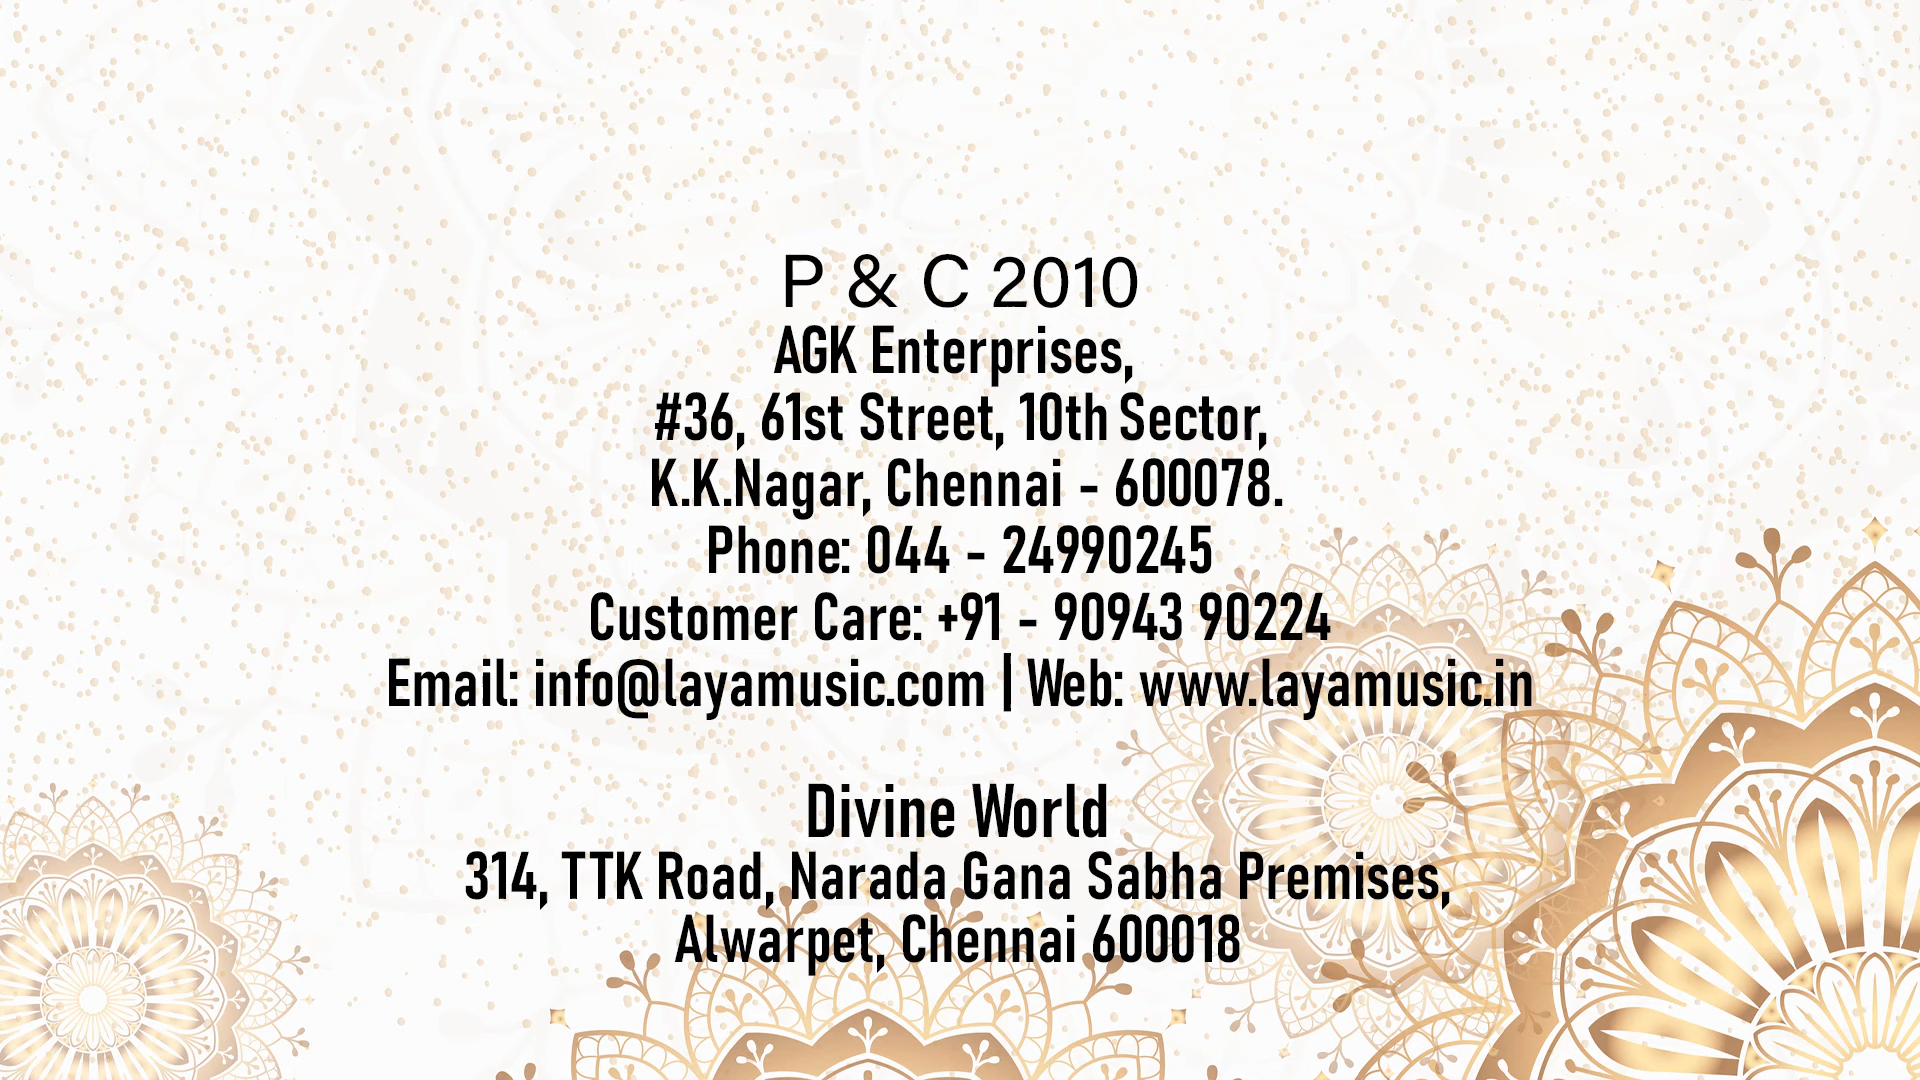 P & C 2010
AGK Enterprises,
#36, 61st Street, 10th Sector,
K.K.Nagar, Chennai - 600078.
Phone: 044 - 24990245
Customer Care: +91 - 90943 90224
Email: info@layamusic.com | Web: www.layamusic.in
Divine World
314, TTK Road, Narada Gana Sabha Premises,
Alwarpet, Chennai 600018